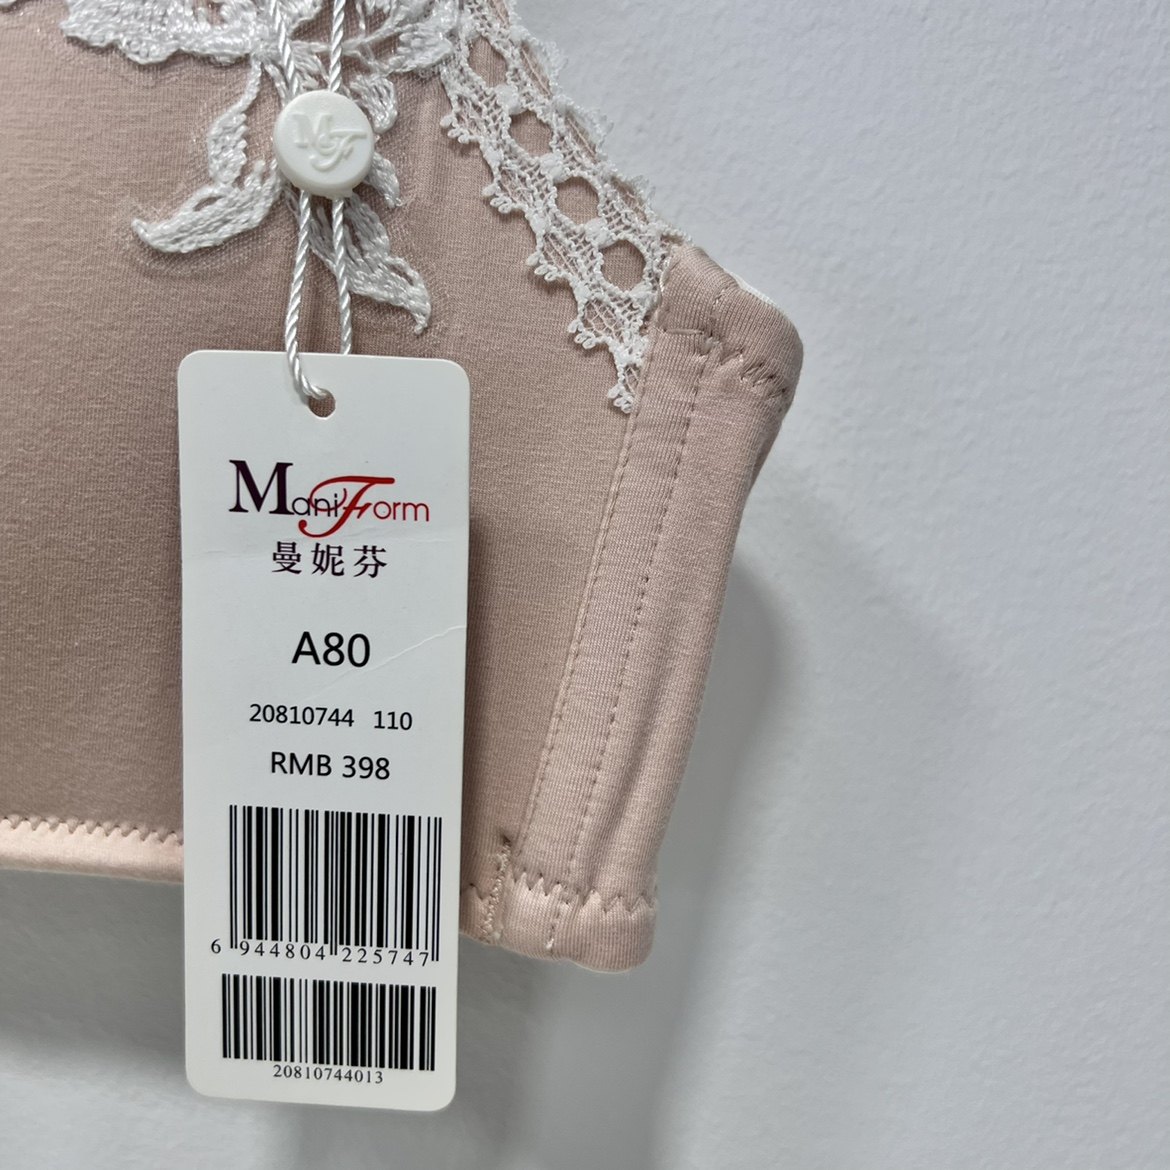 MF
ManiForm
曼妮芬
A80
20810744 110
RMB 398
6 944804 225747
20810744013